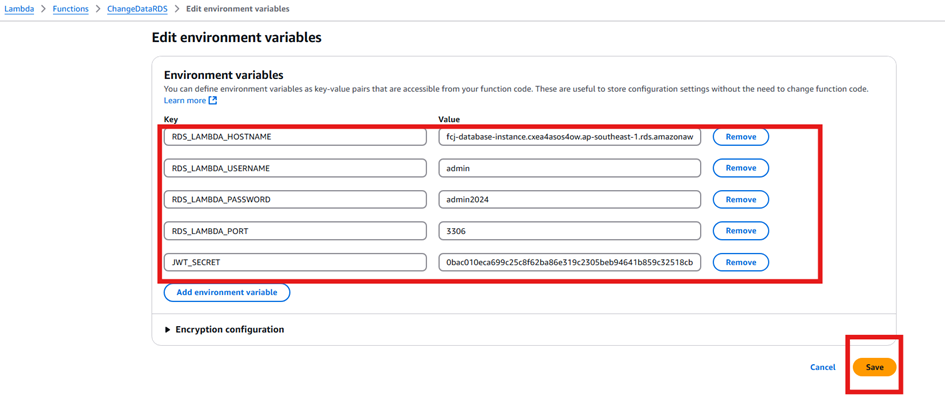 Lambda > Functions > ChangeDataRDS > Edit environment variables
Edit environment variables
Environment variables
You can define environment variables as key-value pairs that are accessible from your function code. These are useful to store configuration settings without the need to change function code.
Learn more
Key Value
RDS_LAMBDA_HOSTNAME fcj-database-instance.cxea4asos4ow.ap-southeast-1.rds.amazonaw Remove
RDS_LAMBDA_USERNAME admin Remove
RDS_LAMBDA_PASSWORD admin2024 Remove
RDS_LAMBDA_PORT 3306 Remove
JWT_SECRET 0bac010eca699c25c8f62ba86e319c2305beb94641b859c32518cb Remove
Add environment variable
Encryption configuration
Cancel Save